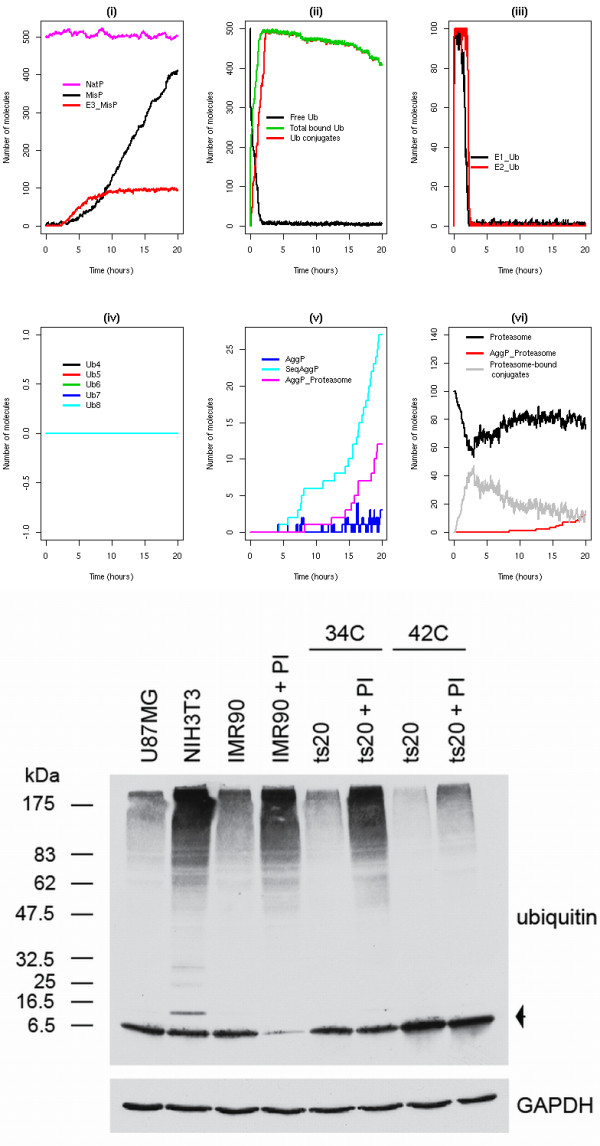 (i)
Number of molecules
500
400
300
200
100
0
NatP
MisP
E3_MisP
0 5 10 15 20
Time (hours)
(ii)
Number of molecules
500
400
300
200
100
0
Free Ub
Total bound Ub
Ub conjugates
0 5 10 15 20
Time (hours)
(iii)
Number of molecules
100
80
60
40
20
0
E1_Ub
E2_Ub
0 5 10 15 20
Time (hours)
(iv)
Number of molecules
1.0
0.5
0.0
-0.5
-1.0
Ub4
Ub5
Ub6
Ub7
Ub8
0 5 10 15 20
Time (hours)
(v)
Number of molecules
25
20
15
10
5
0
AggP
SeqAggP
AggP_Proteasome
0 5 10 15 20
Time (hours)
(vi)
Number of molecules
140
120
100
80
60
40
20
0
Proteasome
AggP_Proteasome
Proteasome-bound
conjugates
0 5 10 15 20
Time (hours)
34C 42C
U87MG NIH3T3 IMR90 IMR90 + PI ts20 ts20 + PI ts20 ts20 + PI
kDa
175
83
62
47.5
32.5
25
16.5
6.5
ubiquitin
GAPDH